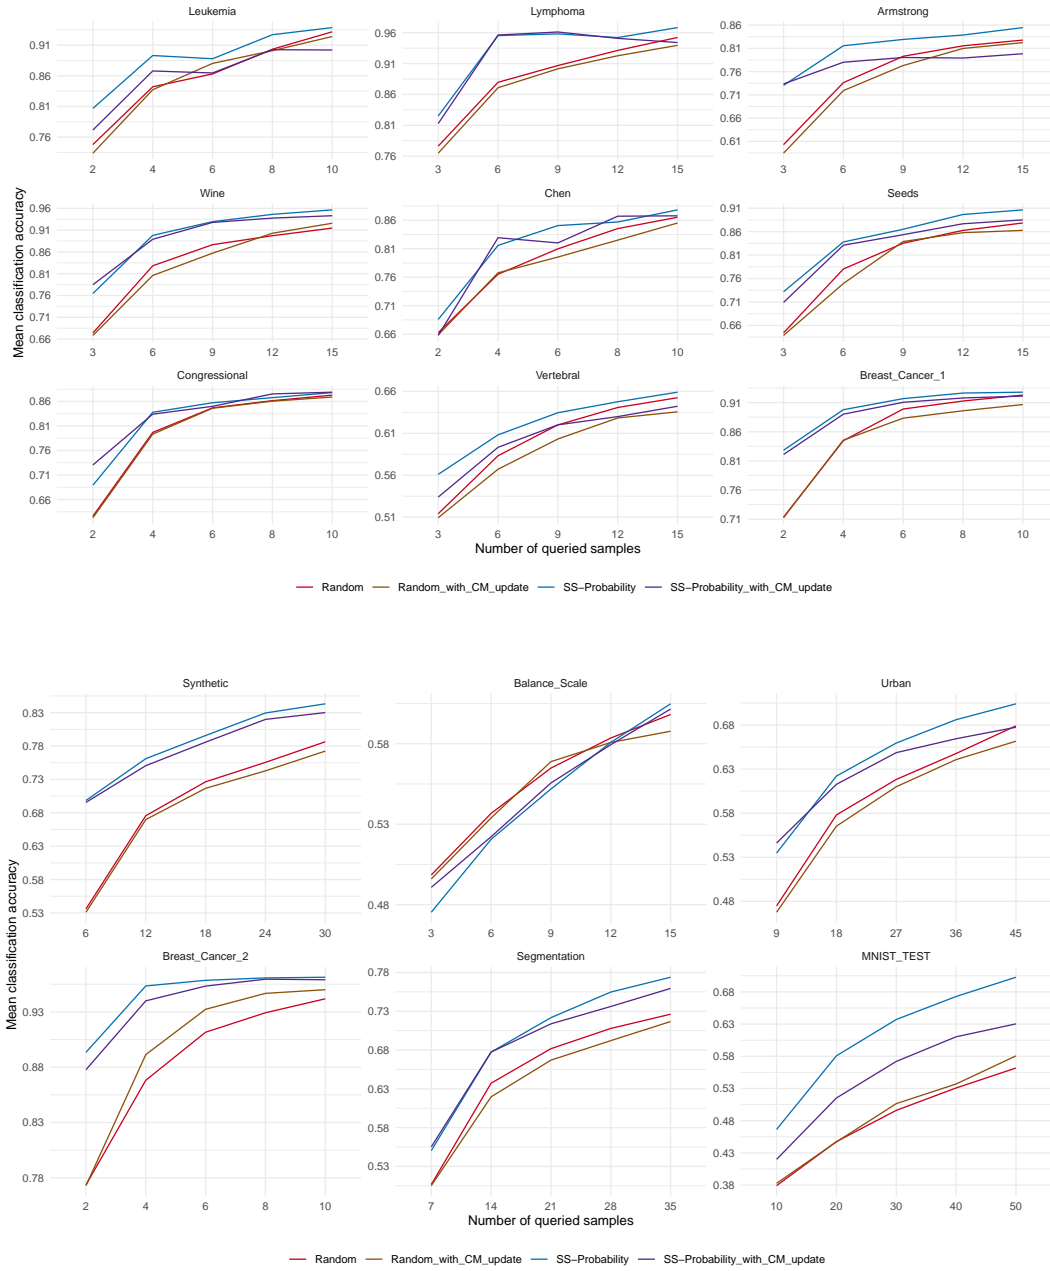 Leukemia
Lymphoma
Armstrong
0.91
0.86
0.81
0.76
2 4 6 8 10
0.96
0.91
0.86
0.81
0.76
3 6 9 12 15
0.86
0.81
0.76
0.71
0.66
0.61
3 6 9 12 15
Wine
Chen
Seeds
0.96
0.91
0.86
0.81
0.76
0.71
0.66
3 6 9 12 15
0.86
0.81
0.76
0.71
0.66
2 4 6 8 10
0.91
0.86
0.81
0.76
0.71
0.66
3 6 9 12 15
Congressional
Vertebral
Breast_Cancer_1
0.86
0.81
0.76
0.71
0.66
2 4 6 8 10
0.66
0.61
0.56
0.51
3 6 9 12 15
0.91
0.86
0.81
0.76
0.71
2 4 6 8 10
Mean classification accuracy
Number of queried samples
Random Random_with_CM_update SS−Probability SS−Probability_with_CM_update
Synthetic
Balance_Scale
Urban
0.83
0.78
0.73
0.68
0.63
0.58
0.53
6 12 18 24 30
0.58
0.53
0.48
3 6 9 12 15
0.68
0.63
0.58
0.53
0.48
9 18 27 36 45
Breast_Cancer_2
Segmentation
MNIST_TEST
0.93
0.88
0.83
0.78
2 4 6 8 10
0.78
0.73
0.68
0.63
0.58
0.53
7 14 21 28 35
0.68
0.63
0.58
0.53
0.48
0.43
0.38
10 20 30 40 50
Mean classification accuracy
Number of queried samples
Random Random_with_CM_update SS−Probability SS−Probability_with_CM_update